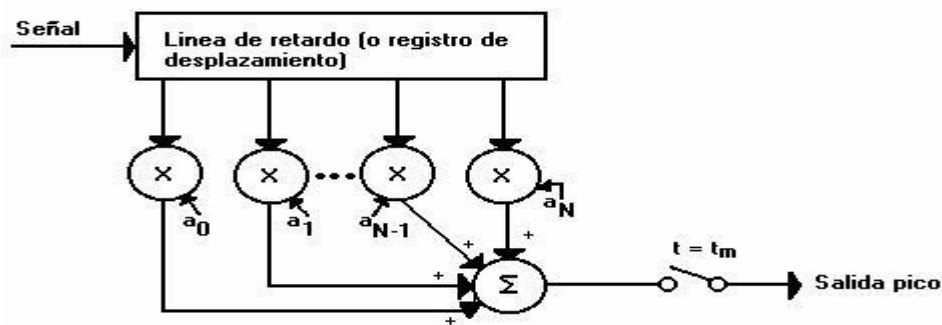 Señal
Linea de retardo (o registro de
desplazamiento)
X X ••• X X
a0 a1 aN-1 aN
+ + + +
Σ
t = tm
Salida pico